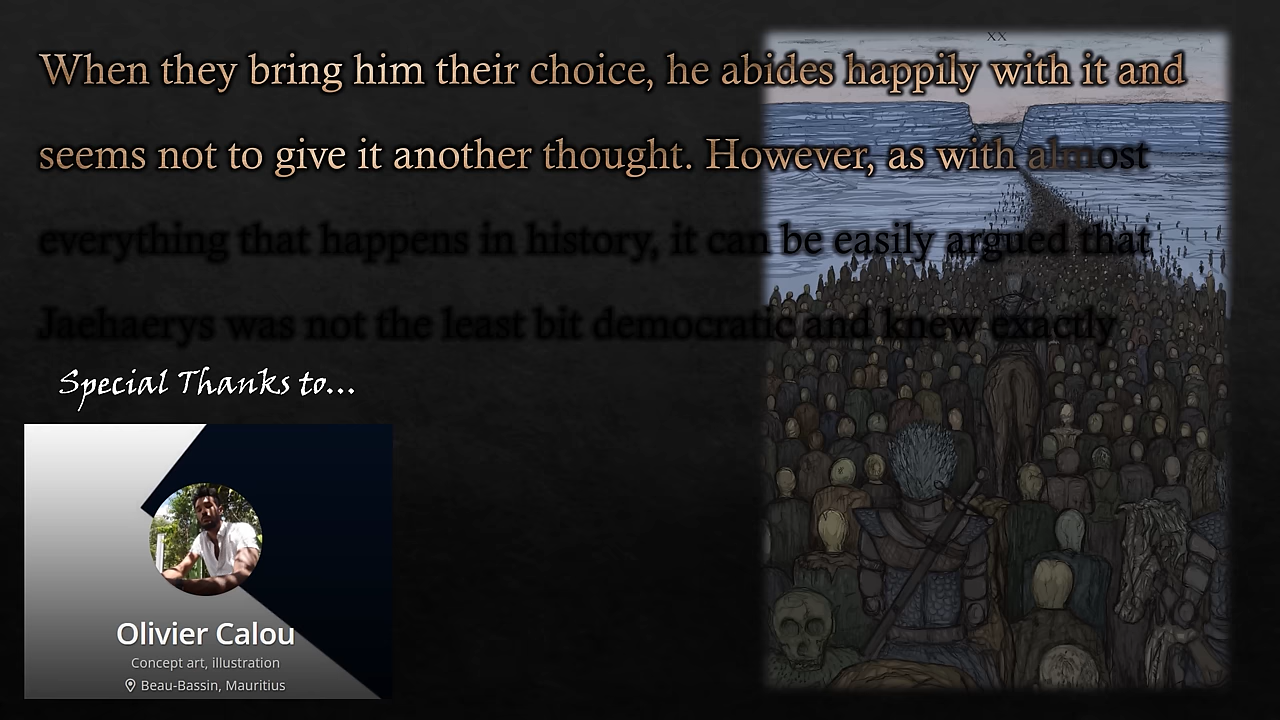 XX
When they bring him their choice, he abides happily with it and
seems not to give it another thought. However, as with almost
everything that happens in history, it can be easily argued that
Jaehaerys was not the least bit democratic and knew exactly
Special Thanks to...
Olivier Calou
Concept art, illustration
Beau-Bassin, Mauritius